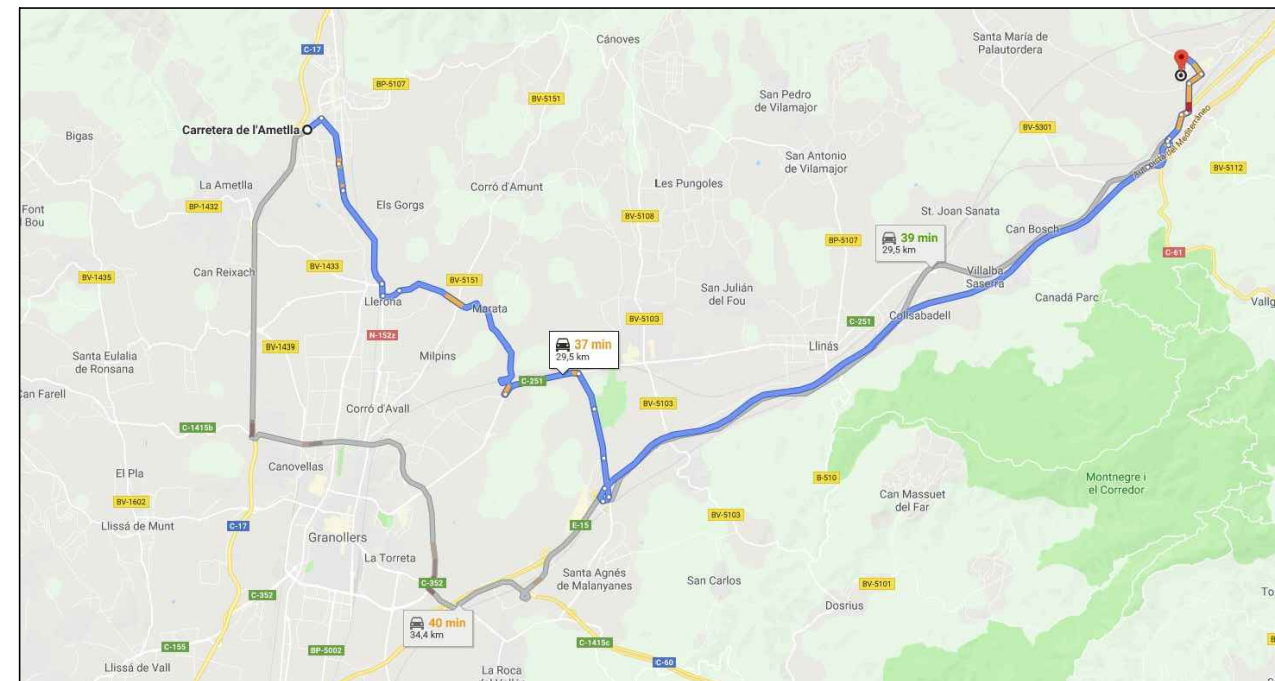 Cánoves
Santa María de
Palautordera
C-17
BP-5107
BV-5151
San Pedro
de Vilamajor
Carretera de l'Ametlla
Bigas
BV-5301
Autopista del Mediterráneo
San Antonio
de Vilamajor
BV-5112
La Ametlla
Corró d'Amunt
Les Pungoles
BP-1432
Els Gorgs
Font
l Bou
BV-5108
St. Joan Sanata
Can Bosch
BP-5107
39 min
29,5 km
C-61
Can Reixach
BV-1433
BV-5151
BV-1435
Villalba
Saserra
Llerona
Marata
San Julián
del Fou
Canadá Parc
Vallg
Collsabadell
BV-5103
C-251
N-152z
37 min
29,5 km
BV-1439
Milpins
Llinás
Santa Eulalia
de Ronsana
C-251
Can Farell
Corró d'Avall
BV-5103
C-1415b
El Pla
Canovellas
B-510
Montnegre i
el Corredor
BV-1602
Can Massuet
del Far
Llissá de Munt
C-17
E-15
BV-5103
Granollers
La Torreta
C-352
Santa Agnés
de Malanyanes
San Carlos
BV-5101
C-352
Dosrius
To
40 min
34,4 km
C-155
BP-5002
C-1415c
B
Llissá de Vall
La Roca
C-60